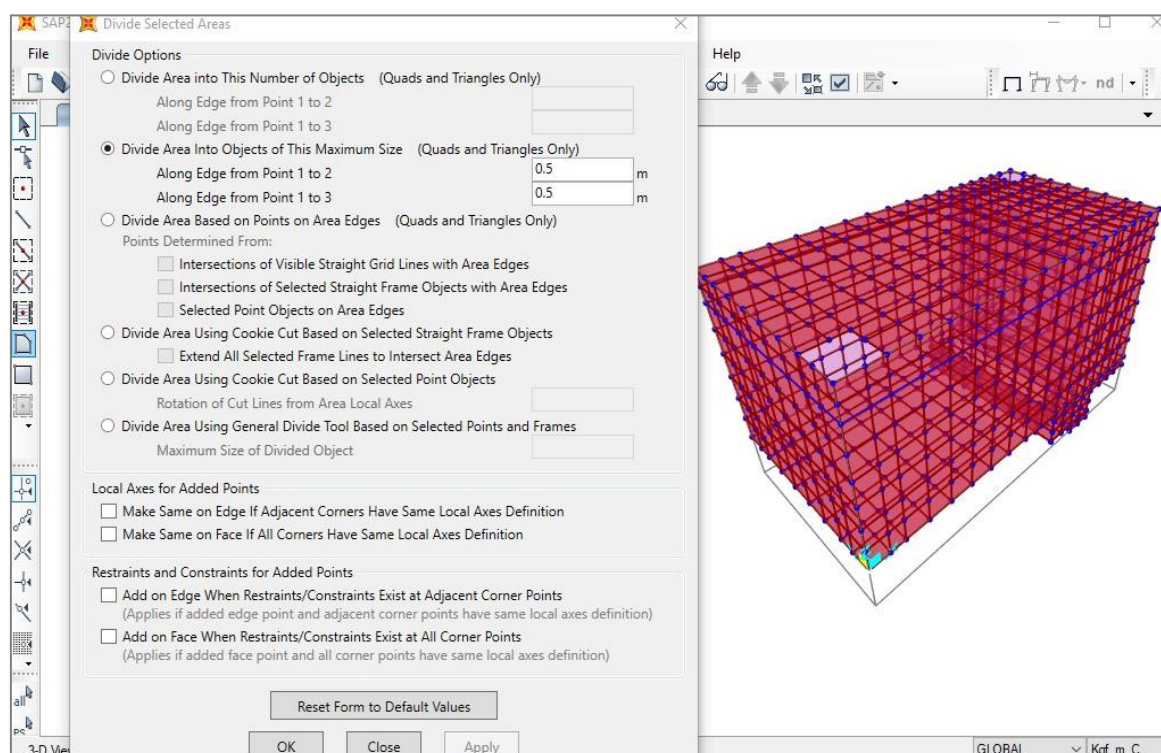 SAP2
Divide Selected Areas
File
Help
nd
Divide Options
Divide Area into This Number of Objects (Quads and Triangles Only)
Along Edge from Point 1 to 2
Along Edge from Point 1 to 3
Divide Area Into Objects of This Maximum Size (Quads and Triangles Only)
Along Edge from Point 1 to 2 0.5 m
Along Edge from Point 1 to 3 0.5 m
Divide Area Based on Points on Area Edges (Quads and Triangles Only)
Points Determined From:
Intersections of Visible Straight Grid Lines with Area Edges
Intersections of Selected Straight Frame Objects with Area Edges
Selected Point Objects on Area Edges
Divide Area Using Cookie Cut Based on Selected Straight Frame Objects
Extend All Selected Frame Lines to Intersect Area Edges
Divide Area Using Cookie Cut Based on Selected Point Objects
Rotation of Cut Lines from Area Local Axes
Divide Area Using General Divide Tool Based on Selected Points and Frames
Maximum Size of Divided Object
Local Axes for Added Points
Make Same on Edge If Adjacent Corners Have Same Local Axes Definition
Make Same on Face If All Corners Have Same Local Axes Definition
Restraints and Constraints for Added Points
Add on Edge When Restraints/Constraints Exist at Adjacent Corner Points
(Applies if added edge point and adjacent corner points have same local axes definition)
Add on Face When Restraints/Constraints Exist at All Corner Points
(Applies if added face point and all corner points have same local axes definition)
all
ps
Reset Form to Default Values
OK Close Apply
3-D View
GLOBAL Kgf, m, C